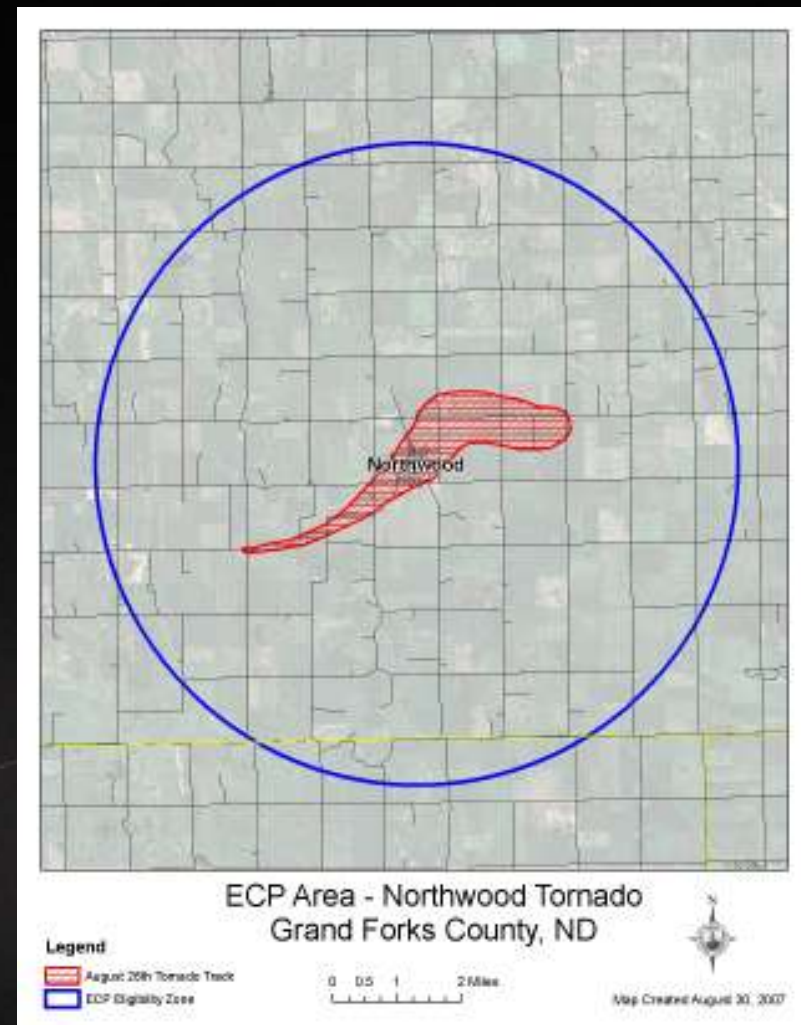 Northwood
ECP Area - Northwood Tornado
Grand Forks County, ND
N
Legend
August 26th Tornado Track
ECP Eligibility Zone
0 0.5 1 2 Miles
Map Created August 30, 2007